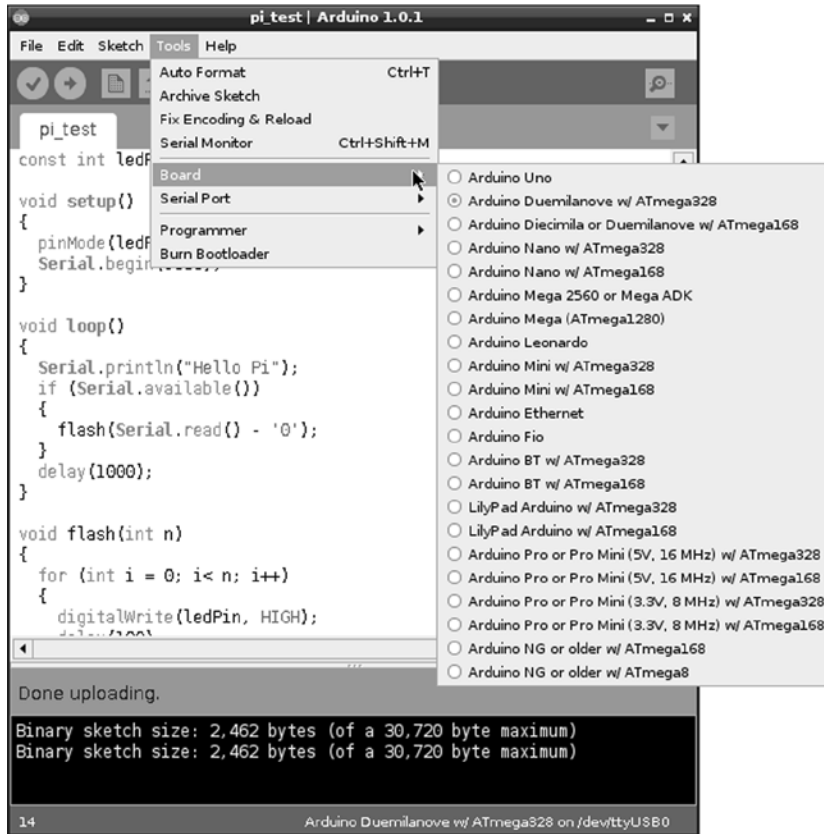 pi_test | Arduino 1.0.1
File Edit Sketch Tools Help
Auto Format Ctrl+T
Archive Sketch
Fix Encoding & Reload
Serial Monitor Ctrl+Shift+M
Board
Serial Port
Programmer
Burn Bootloader
Arduino Uno
Arduino Duemilanove w/ ATmega328
Arduino Diecimila or Duemilanove w/ ATmega168
Arduino Nano w/ ATmega328
Arduino Nano w/ ATmega168
Arduino Mega 2560 or Mega ADK
Arduino Mega (ATmega1280)
Arduino Leonardo
Arduino Mini w/ ATmega328
Arduino Mini w/ ATmega168
Arduino Ethernet
Arduino Fio
Arduino BT w/ ATmega328
Arduino BT w/ ATmega168
LilyPad Arduino w/ ATmega328
LilyPad Arduino w/ ATmega168
Arduino Pro or Pro Mini (5V, 16 MHz) w/ ATmega328
Arduino Pro or Pro Mini (5V, 16 MHz) w/ ATmega168
Arduino Pro or Pro Mini (3.3V, 8 MHz) w/ ATmega328
Arduino Pro or Pro Mini (3.3V, 8 MHz) w/ ATmega168
Arduino NG or older w/ ATmega168
Arduino NG or older w/ ATmega8
pi_test
const int
void setup()
{
pinMode(
Serial.begin
}
void loop()
{
Serial.println("Hello Pi");
if (Serial.available())
{
flash(Serial.read() - '0');
}
delay(1000);
}
void flash(int n)
{
for (int i = 0; i< n; i++)
{
digitalWrite(ledPin, HIGH);
Done uploading.
Binary sketch size: 2,462 bytes (of a 30,720 byte maximum)
Binary sketch size: 2,462 bytes (of a 30,720 byte maximum)
14 Arduino Duemilanove w/ ATmega328 on /dev/ttyUSB0